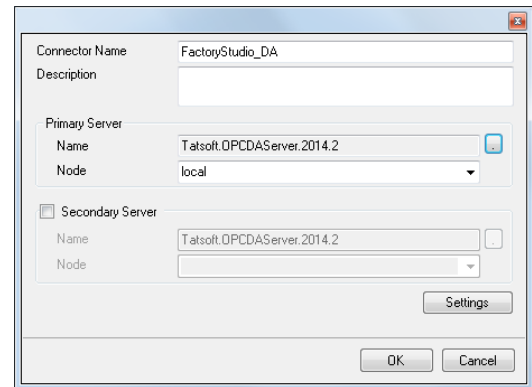 Connector Name FactoryStudio_DA
Description
Primary Server
Name Tatsoft.OPCDAServer.2014.2 .
Node local
Secondary Server
Name Tatsoft.OPCDAServer.2014.2 .
Node
Settings
OK Cancel